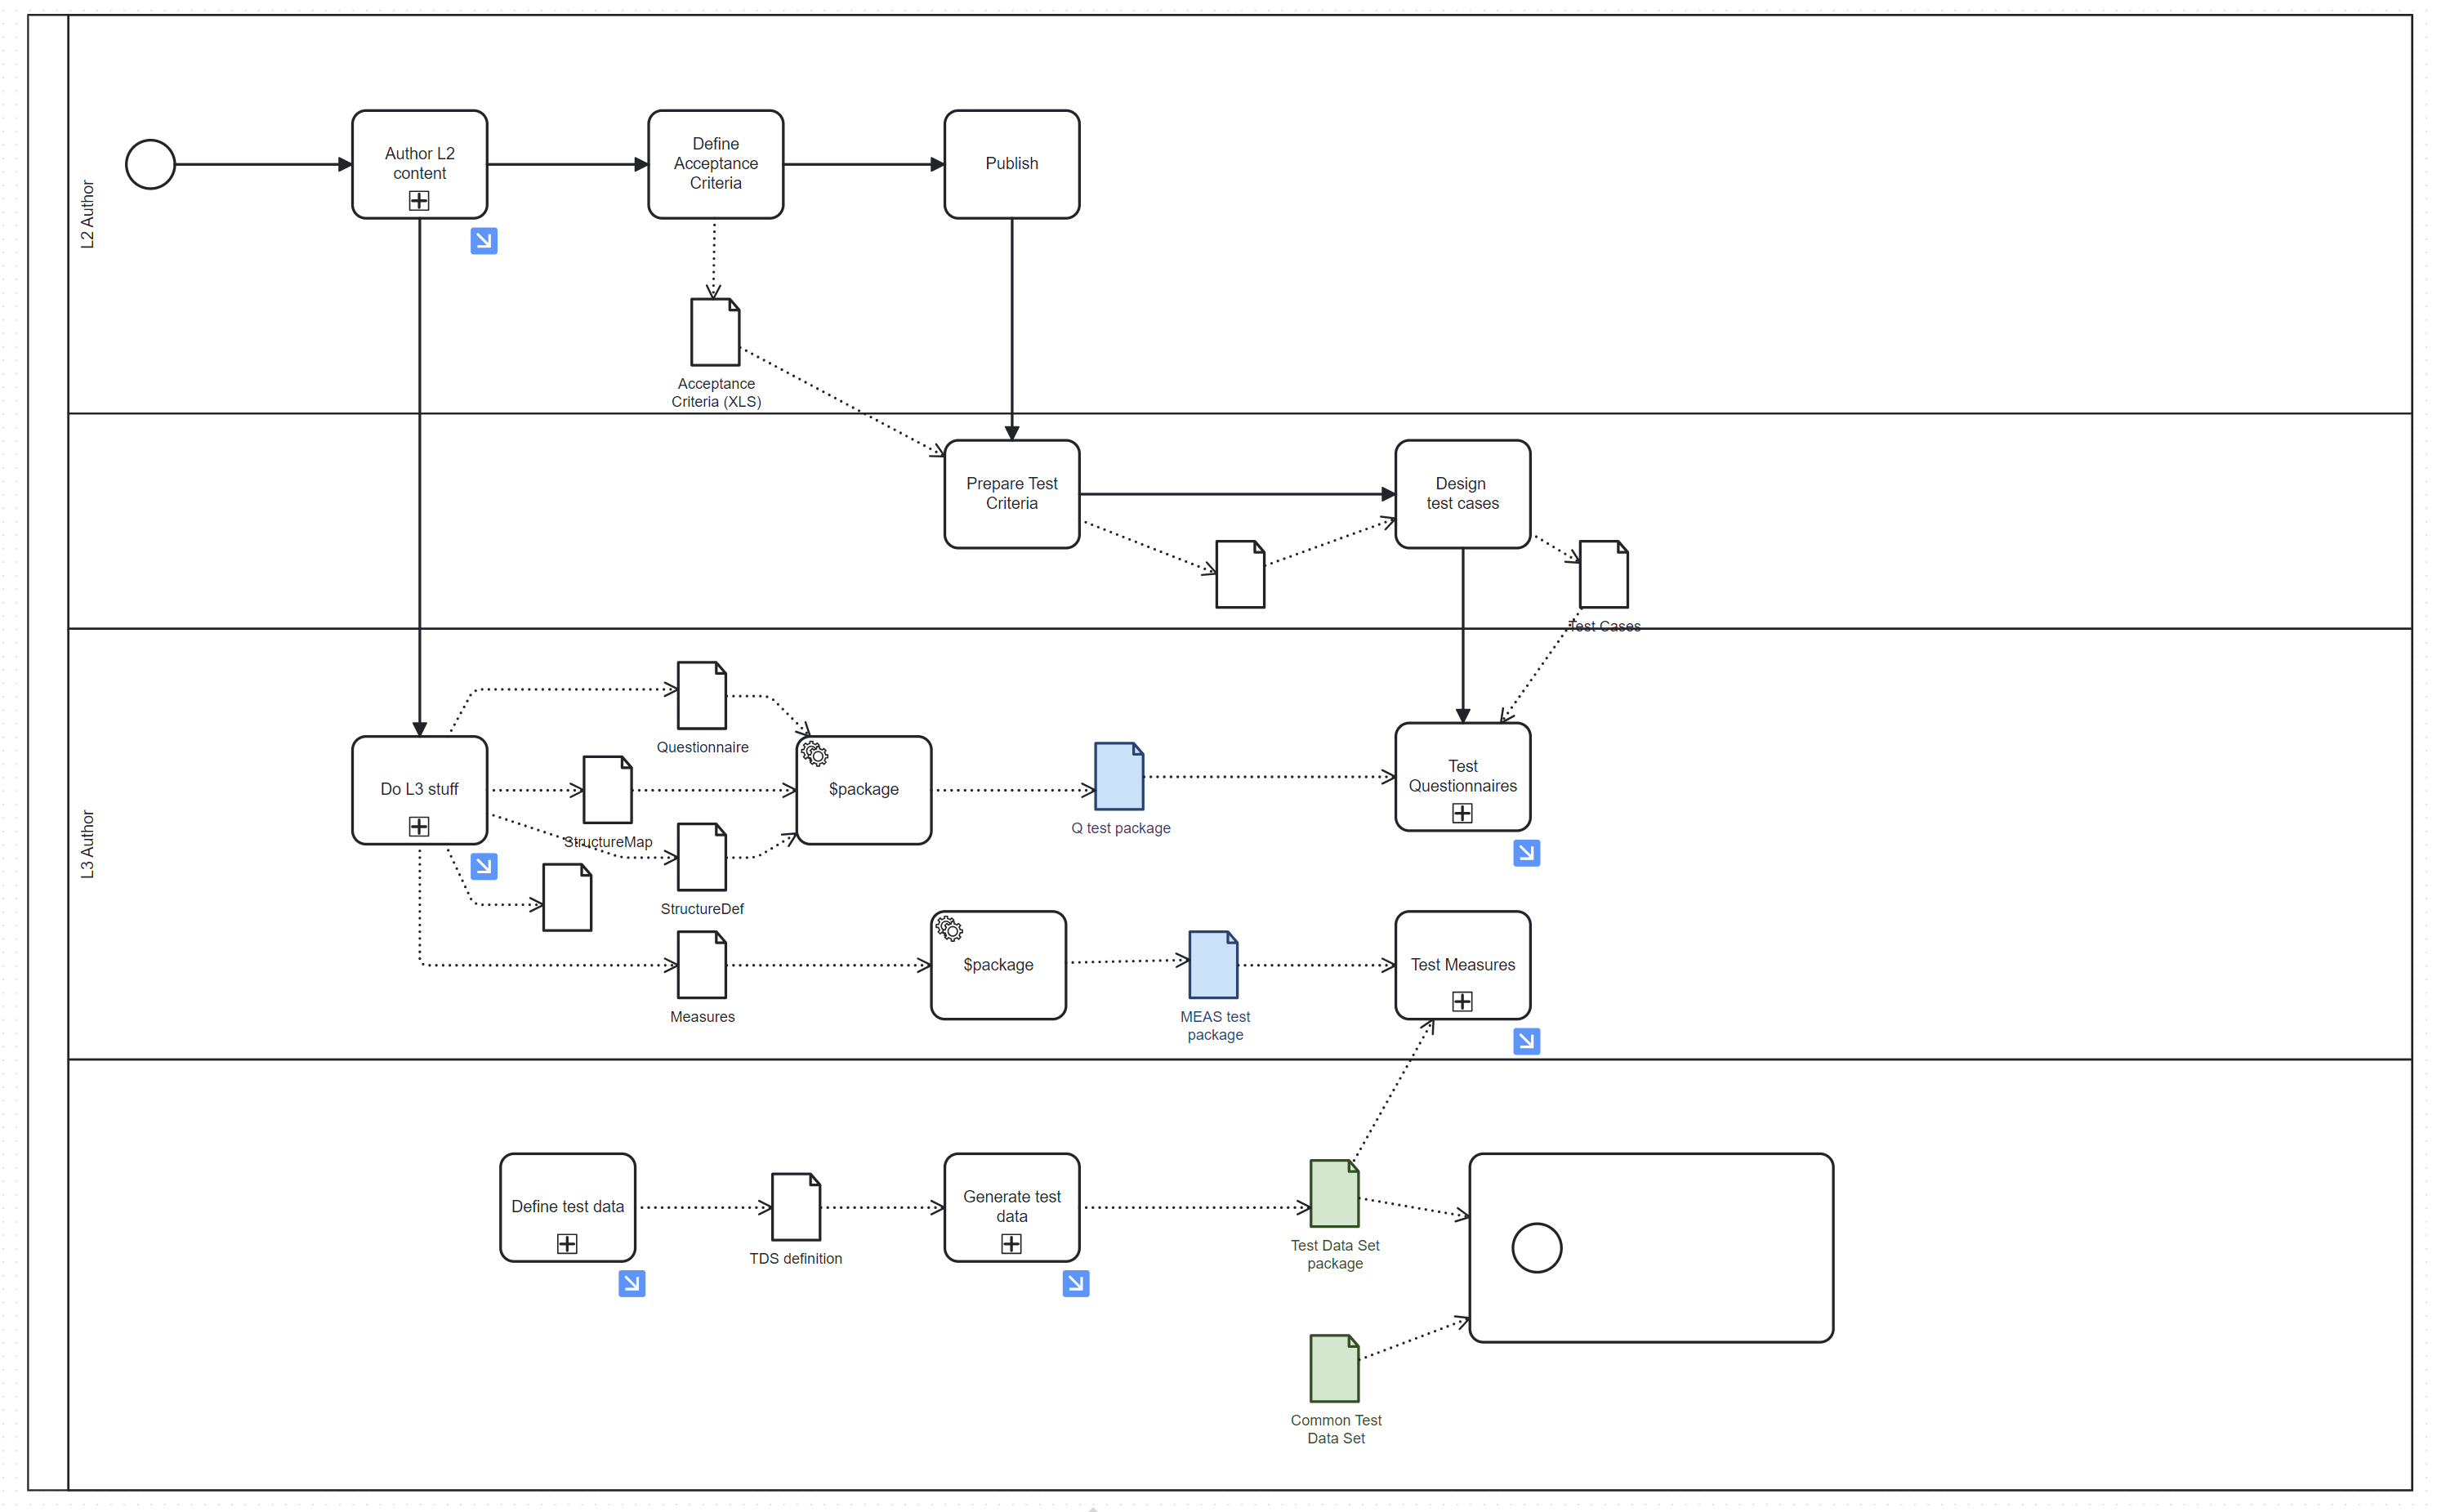 L2 Author
Author L2
content
Define
Acceptance
Criteria
Publish
Acceptance
Criteria (XLS)
Prepare Test
Criteria
Design
test cases
Test Cases
L3 Author
Questionnaire
Do L3 stuff
StructureMap
$package
Q test package
Test
Questionnaires
StructureDef
Measures
$package
MEAS test
package
Test Measures
Define test data
TDS definition
Generate test
data
Test Data Set
package
Common Test
Data Set